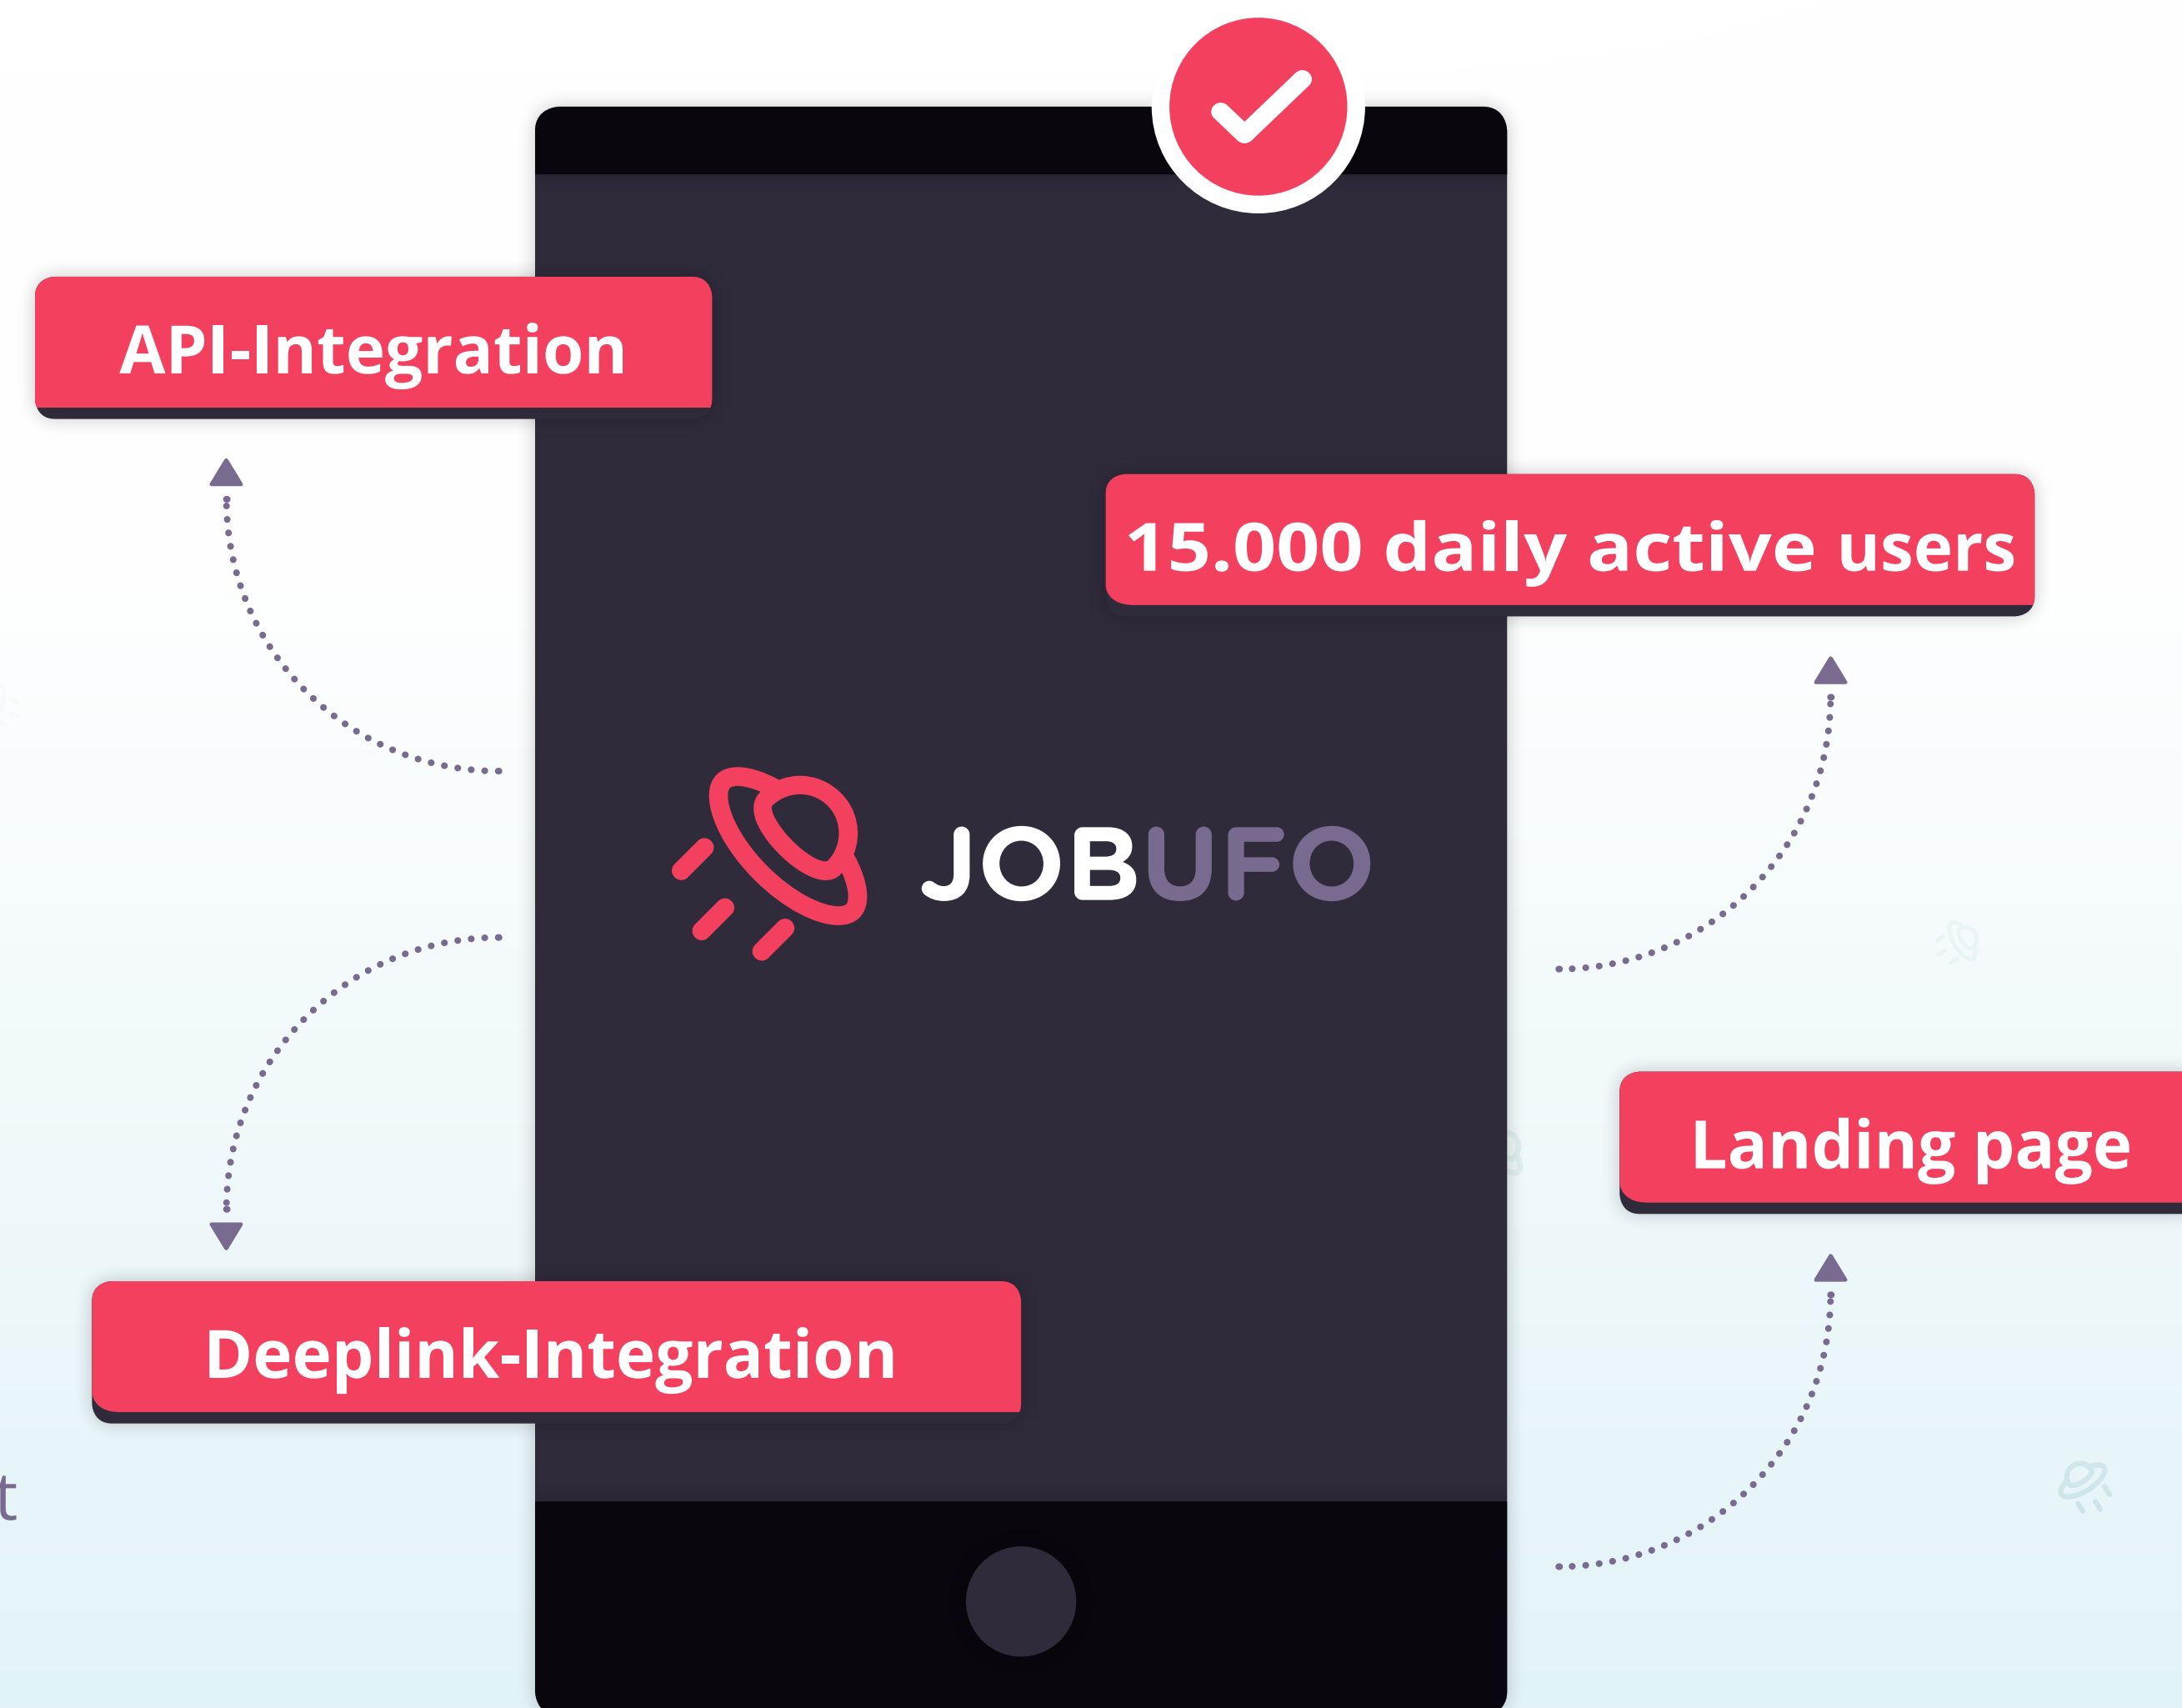 API-Integration
15.000 daily active users
JOBUFO
Landing page
Deeplink-Integration
t